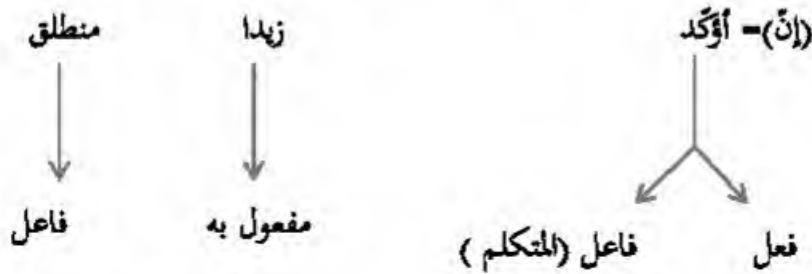 (إنّ)= أؤكّد زيدا منطلق
فعل فاعل (المتكلم) مفعول به فاعل